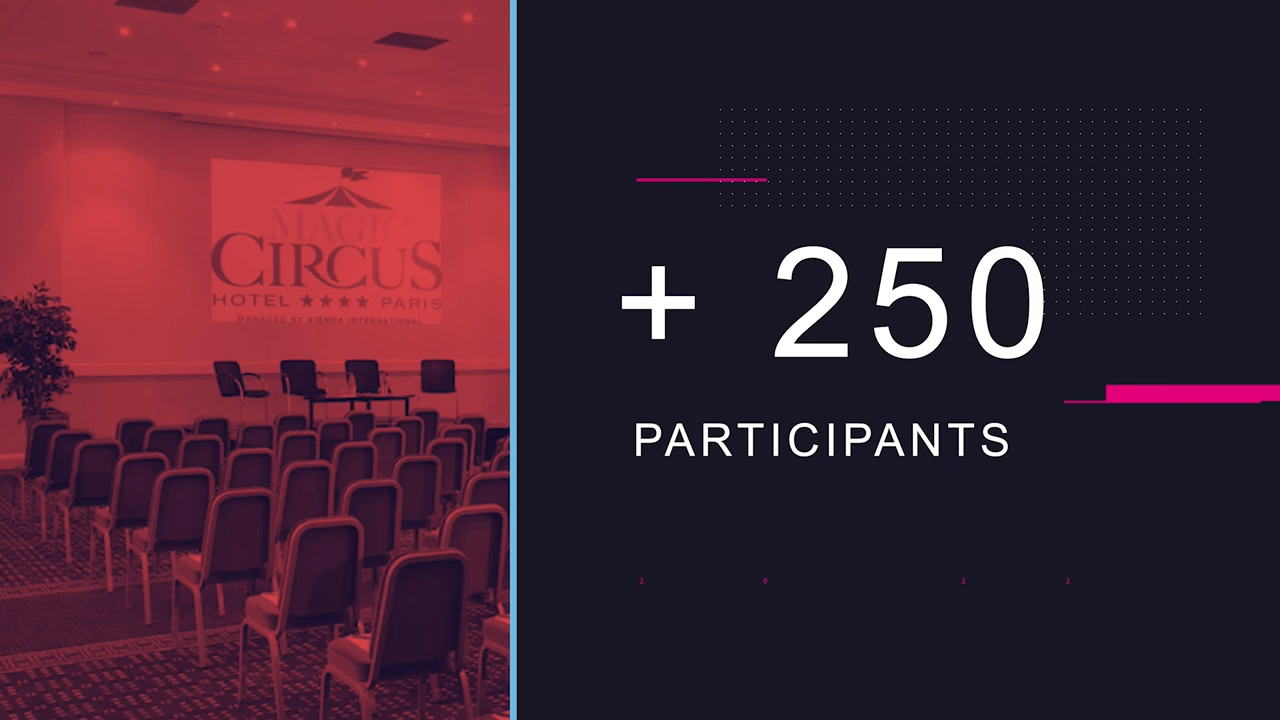 MAGIC
CIRCUS
HOTEL ★★★★ PARIS
MANAGED BY VIENNA INTERNATIONAL
+ 250
PARTICIPANTS
2 0 2 2